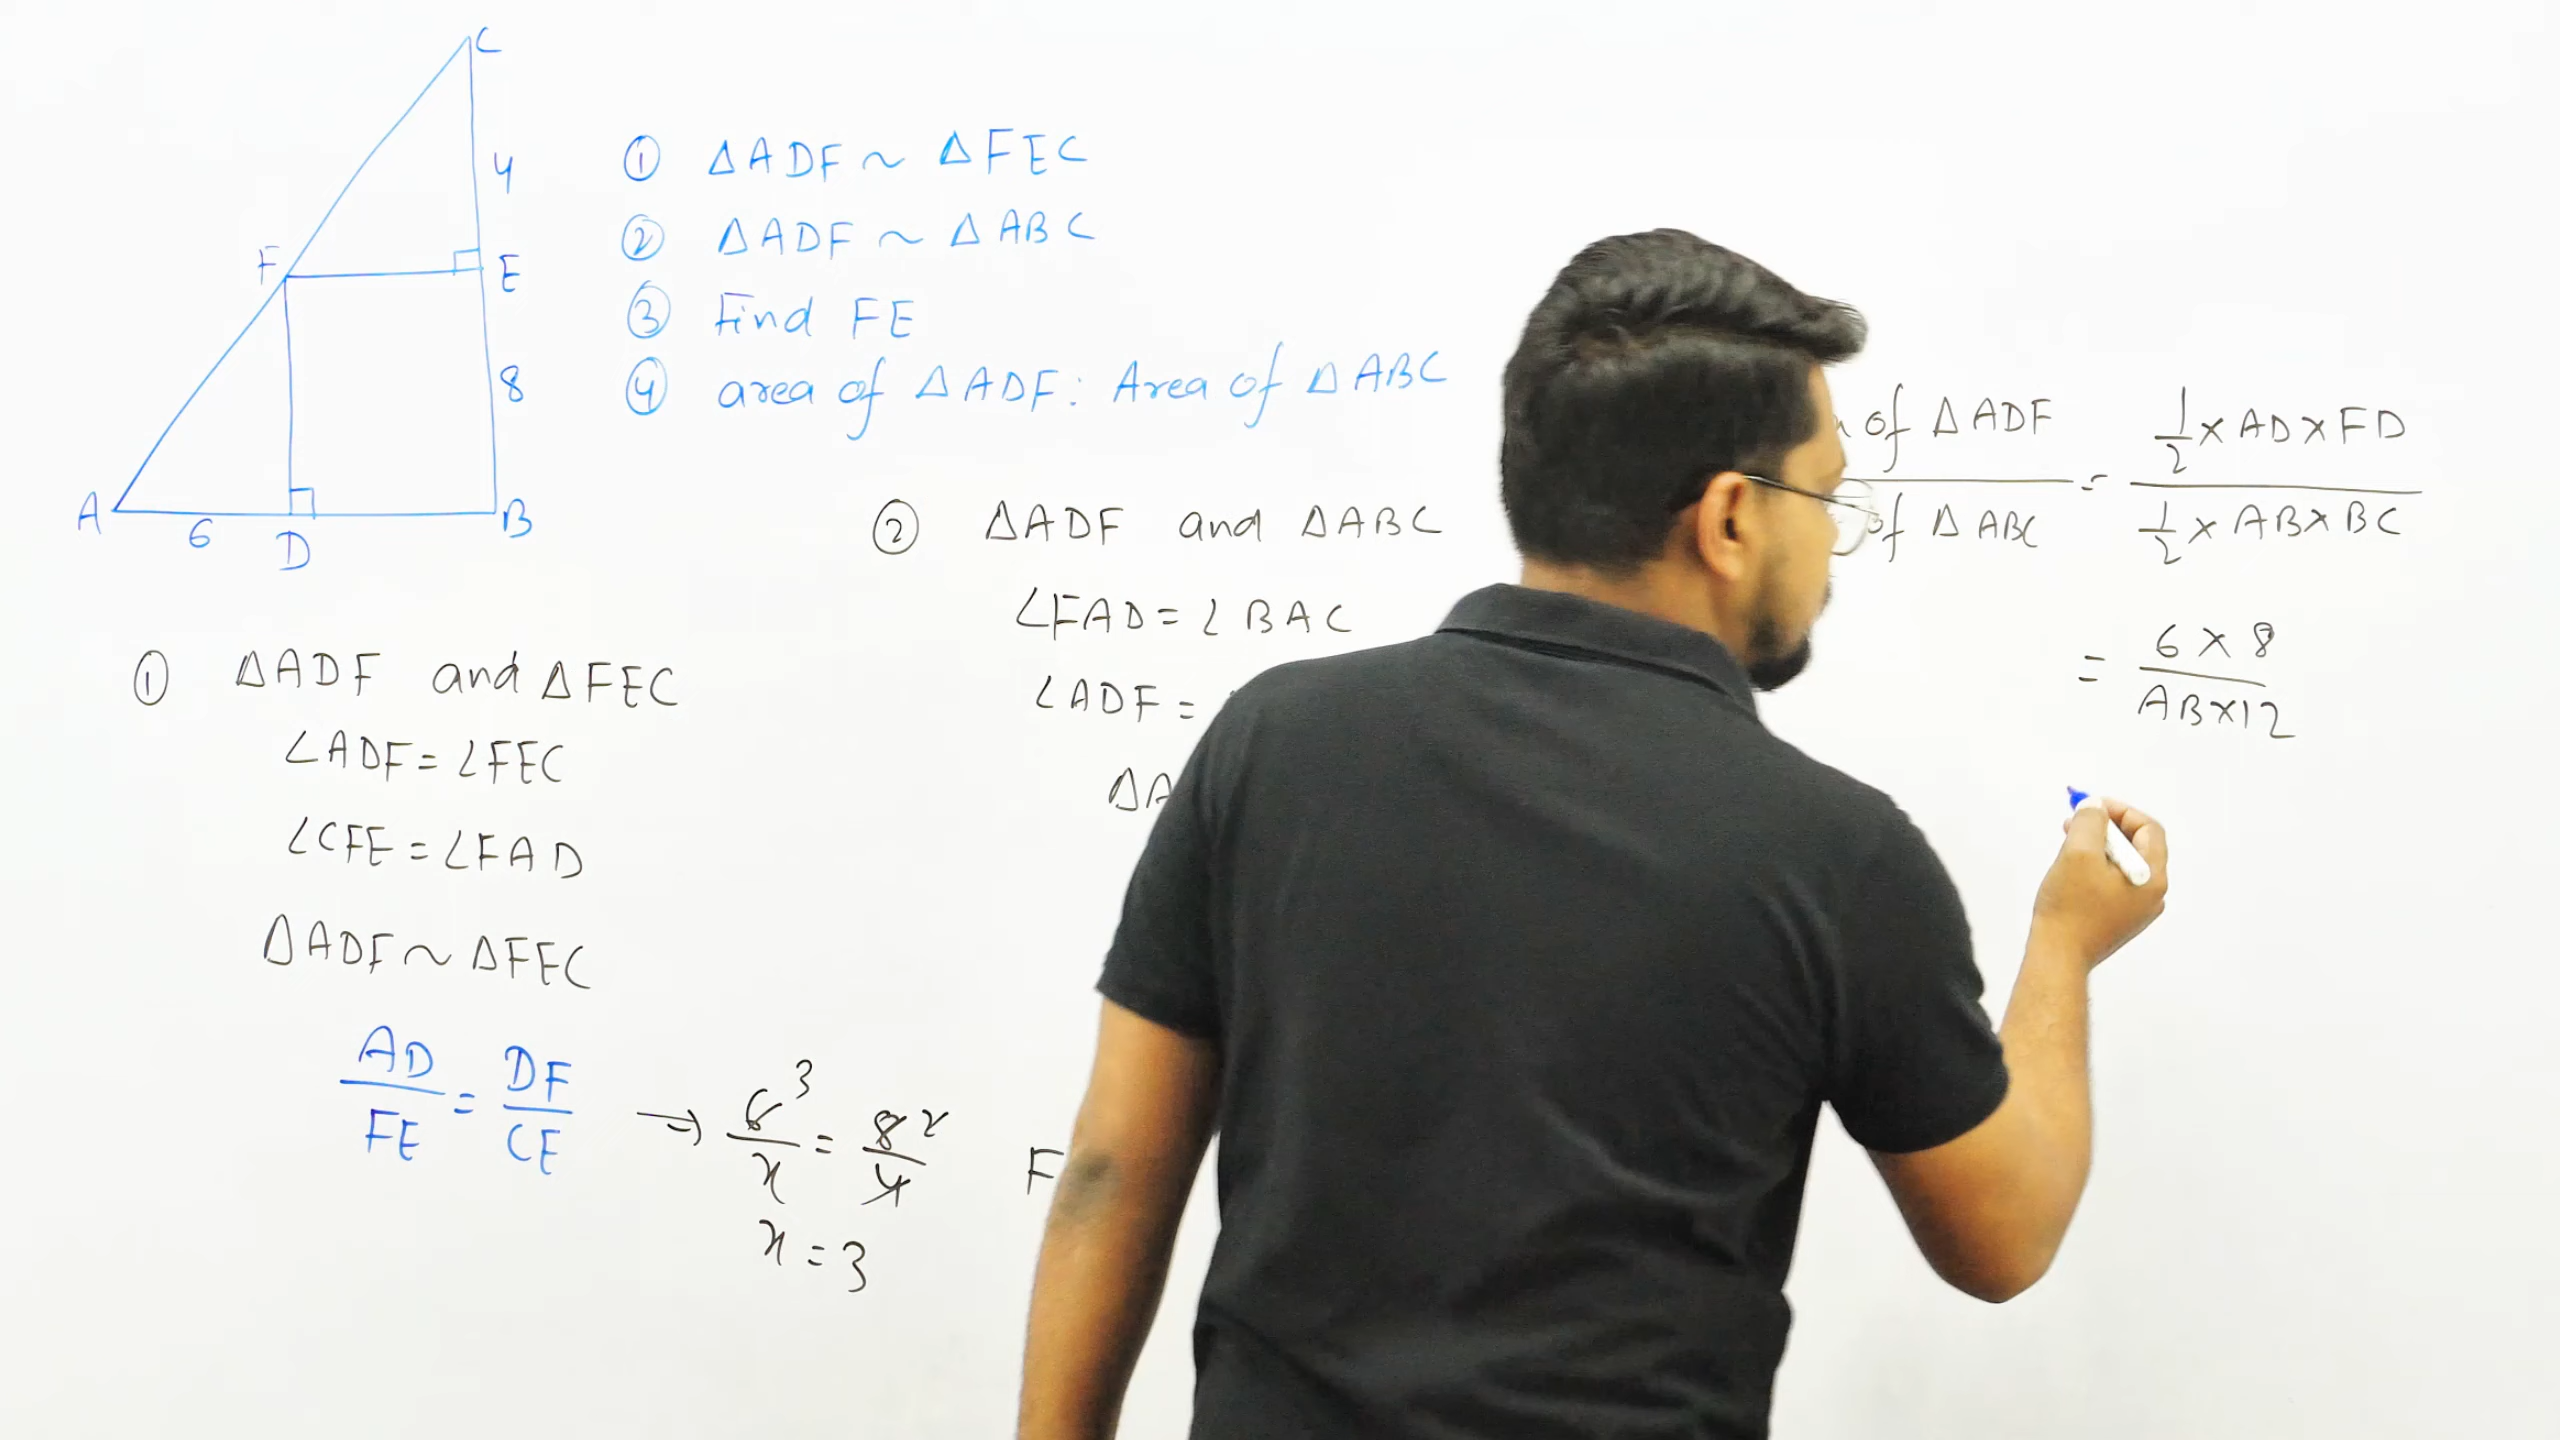 C
4
F
E
8
A
6
D
B
① ΔADF ~ ΔFEC
② ΔADF ~ ΔABC
③ Find FE
④ area of ΔADF : Area of ΔABC
① ΔADF and ΔFEC
∠ADF = ∠FEC
∠CFE = ∠FAD
ΔADF ~ ΔFEC
AD/FE = DF/CE ⇒ 6/x = 8/4
3 2
x = 3
F
② ΔADF and ΔABC
∠FAD = ∠BAC
∠ADF =
ΔA
of ΔADF / of ΔABC = 1/2 × AD × FD / 1/2 × AB × BC
= 6 × 8 / AB × 12